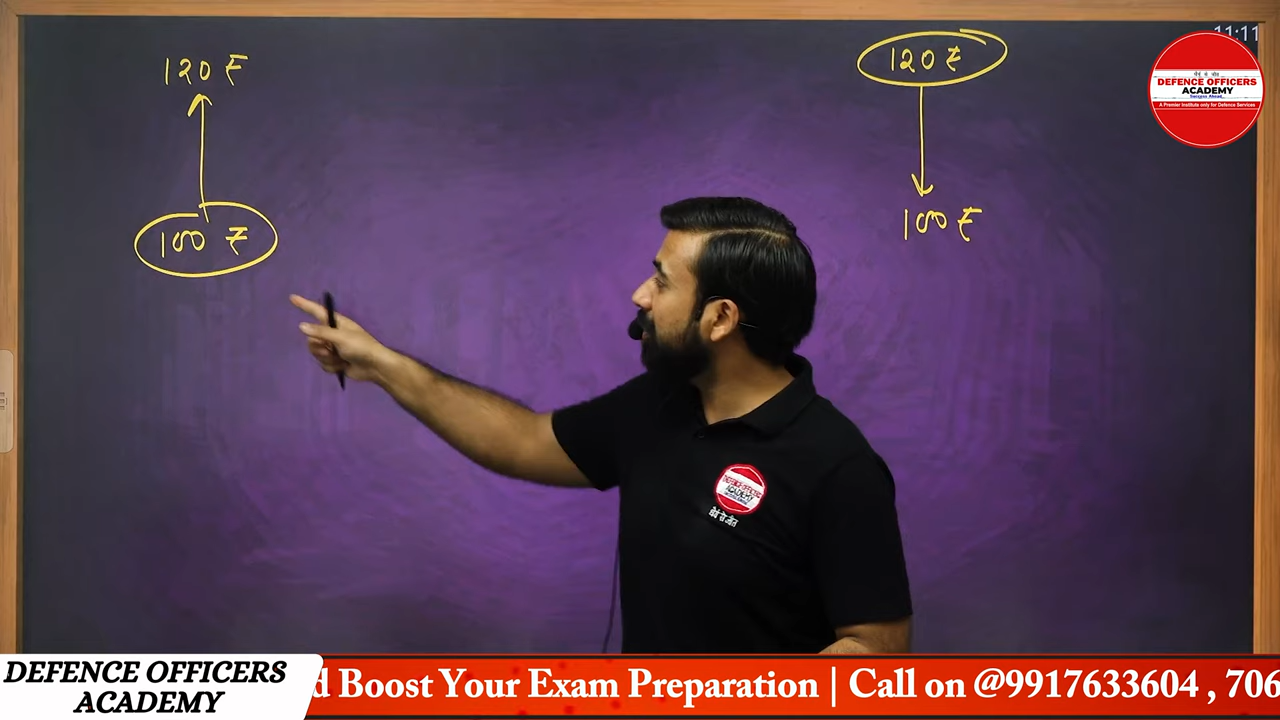 120 ₹
100 ₹
120 ₹
100 ₹
11:11
DEFENCE OFFICERS
ACADEMY
A Premier Institute only for Defence Services
DEFENCE OFFICERS
ACADEMY
d Boost Your Exam Preparation | Call on @9917633604 , 706